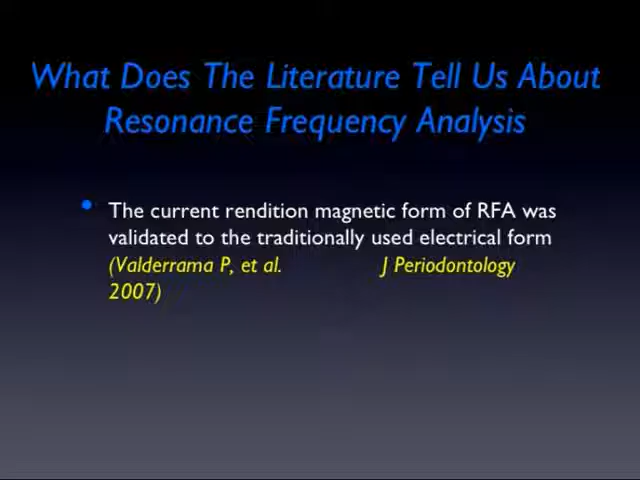 What Does The Literature Tell Us About
Resonance Frequency Analysis
• The current rendition magnetic form of RFA was
validated to the traditionally used electrical form
(Valderrama P, et al. J Periodontology
2007)